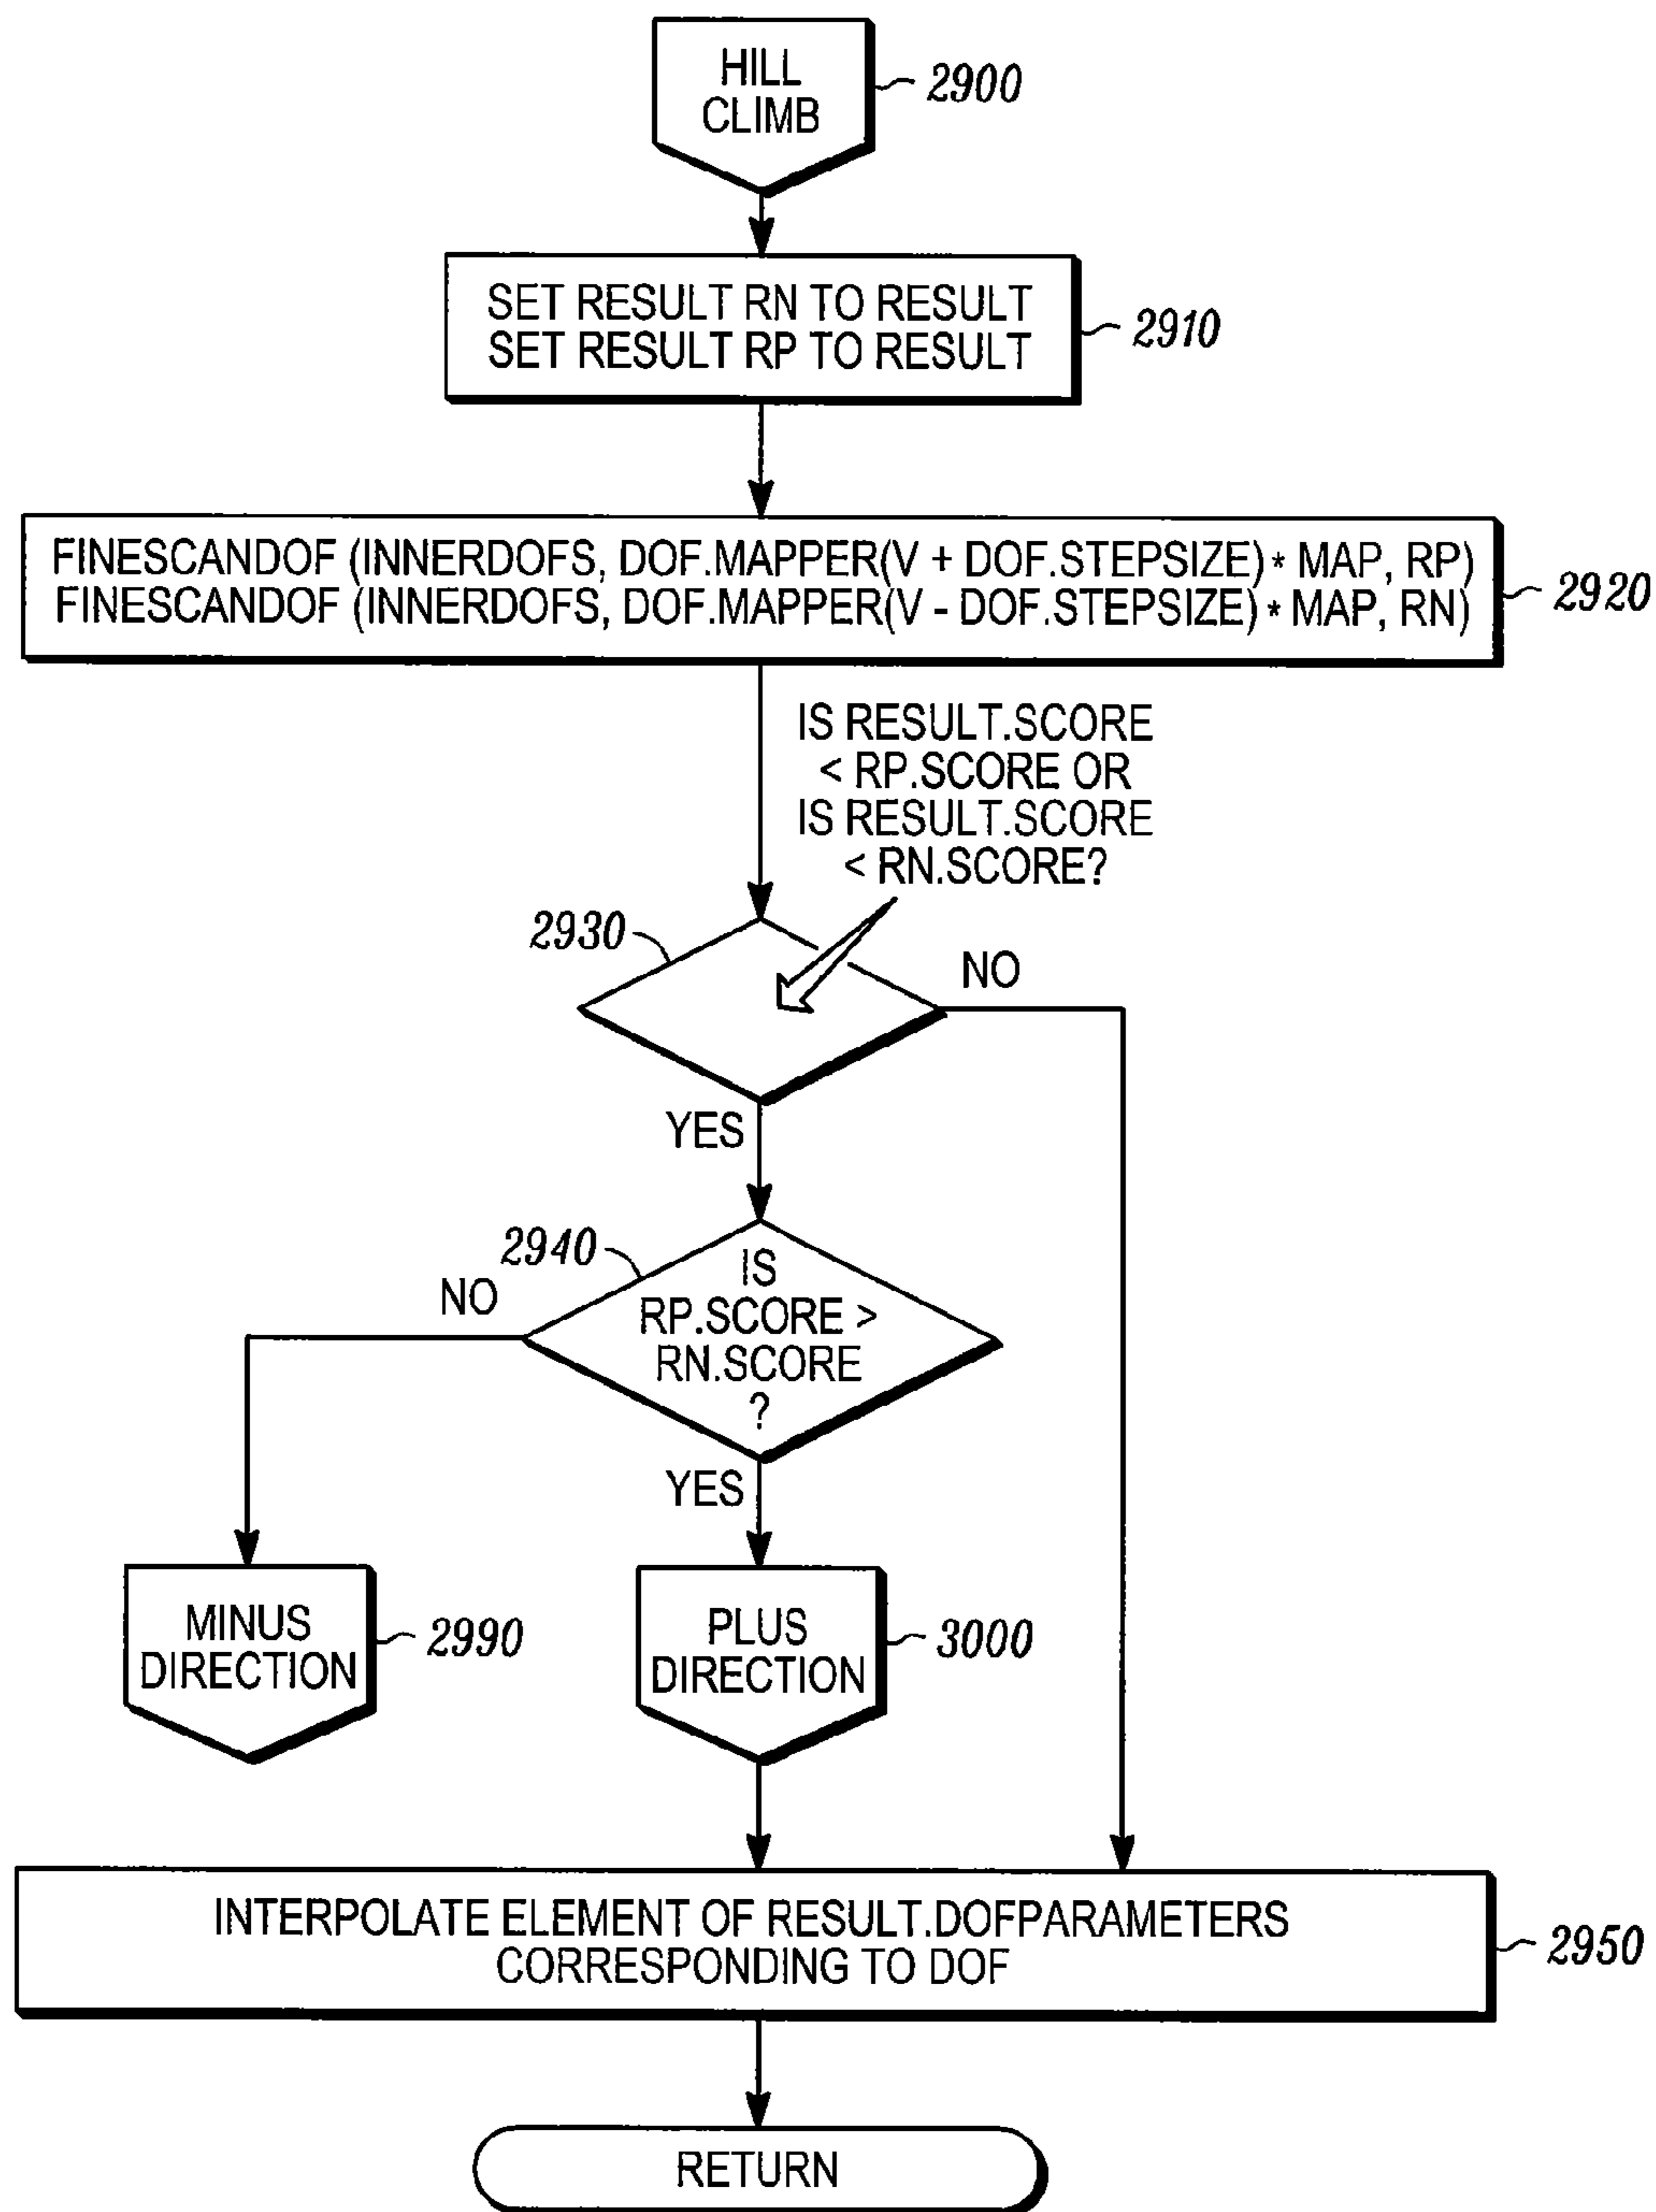 HILL
CLIMB
2900
SET RESULT RN TO RESULT
SET RESULT RP TO RESULT
2910
FINESCANDOF (INNERDOFS, DOF.MAPPER(V + DOF.STEPSIZE) * MAP, RP)
FINESCANDOF (INNERDOFS, DOF.MAPPER(V - DOF.STEPSIZE) * MAP, RN)
2920
IS RESULT.SCORE
< RP.SCORE OR
IS RESULT.SCORE
< RN.SCORE?
2930
NO
YES
2940
IS
RP.SCORE >
RN.SCORE
?
NO
YES
MINUS
DIRECTION
2990
PLUS
DIRECTION
3000
INTERPOLATE ELEMENT OF RESULT.DOFPARAMETERS
CORRESPONDING TO DOF
2950
RETURN